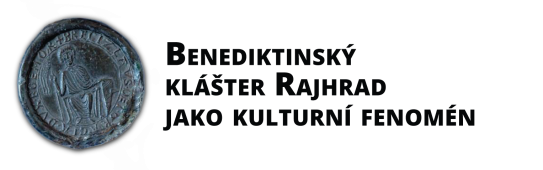 Benediktinský
klášter Rajhrad
jako kulturní fenomén